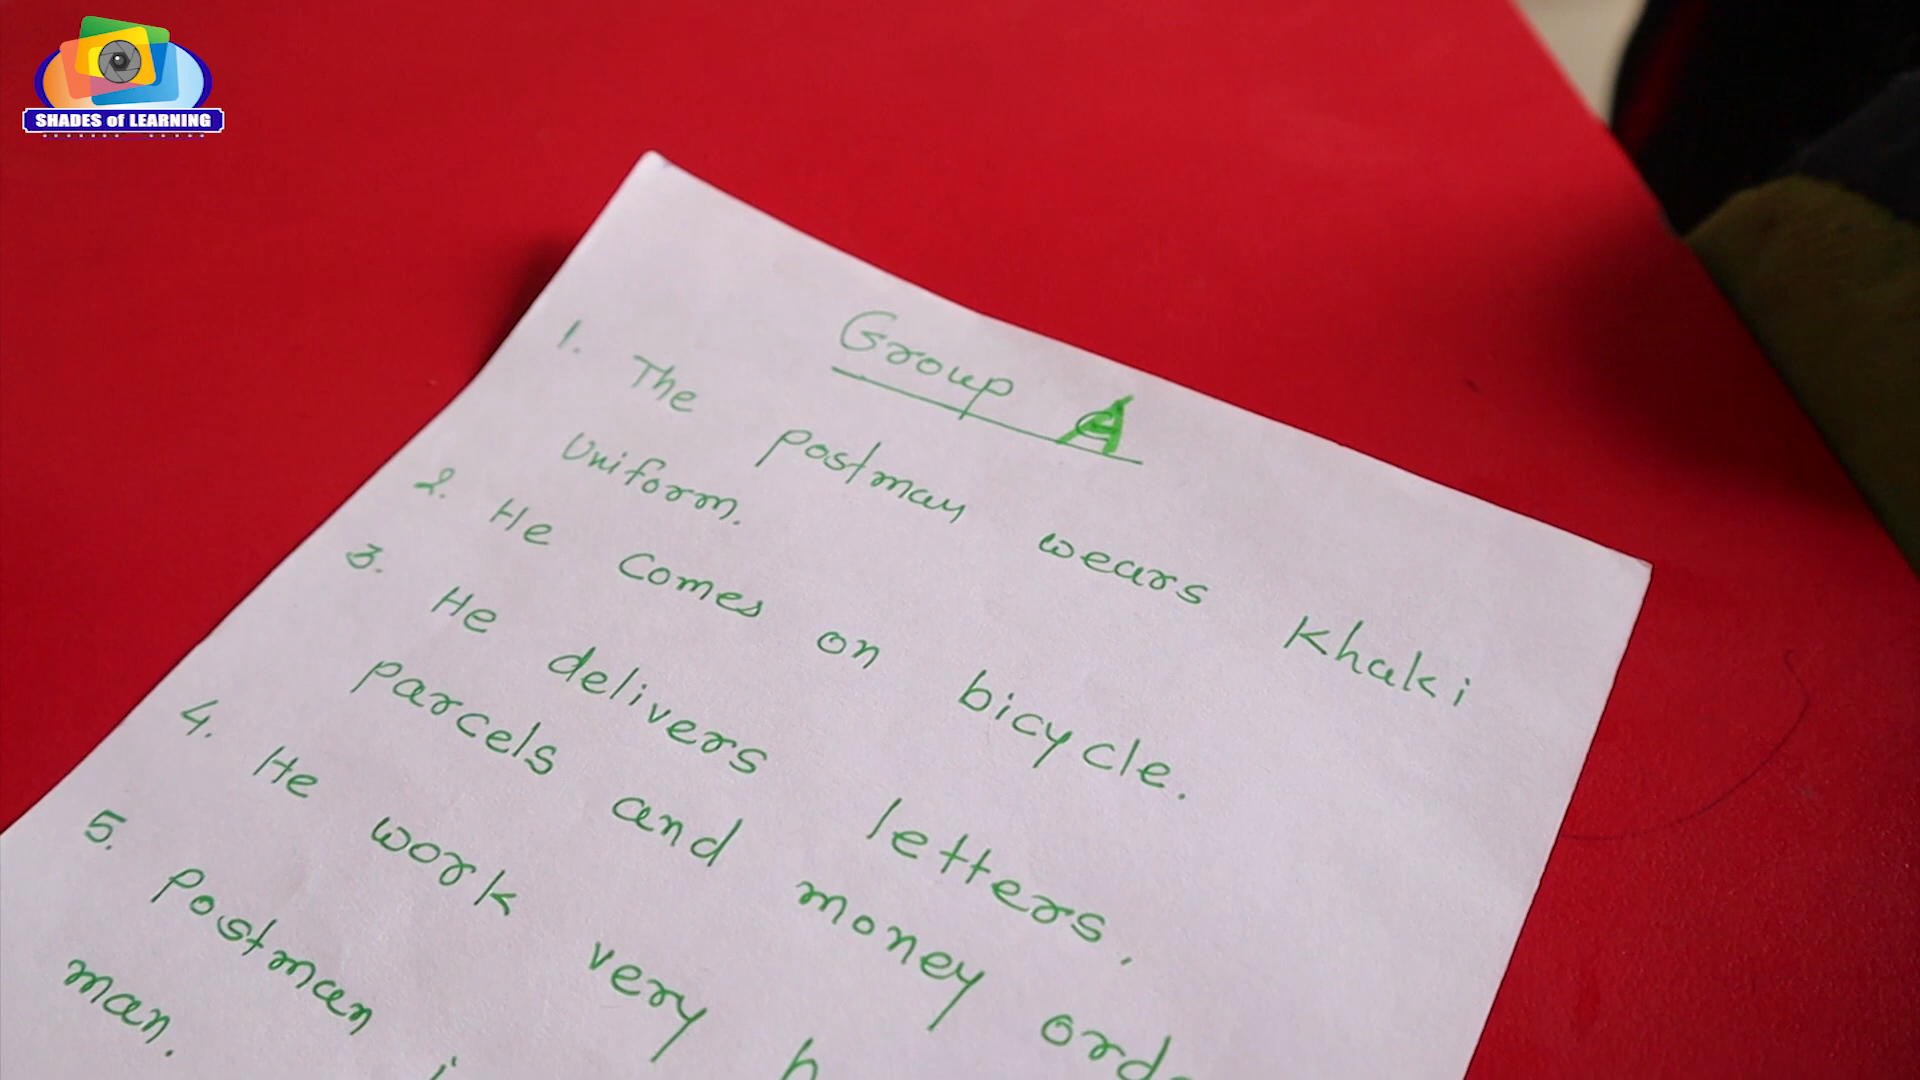 SHADES of LEARNING
Group A
1. The postman wears Khaki
Uniform.
2. He Comes on bicycle.
3. He delivers letters.
parcels and money
4. He work very
5. Postman
man.